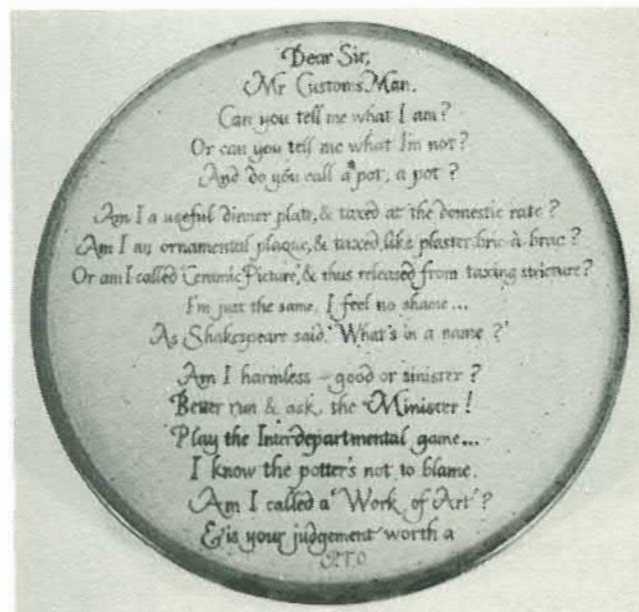 Dear Sir,
Mr Customs Man.
Can you tell me what I am?
Or can you tell me what I'm not?
And do you call a pot, a pot?
Am I a useful dinner plate, & taxed at the domestic rate?
Am I an ornamental plaque, & taxed like plaster bric-à-brac?
Or am I called 'Ceramic Picture', & thus released from taxing stricture?
I'm just the same, I feel no shame...
As Shakespeare said, 'What's in a name?'
Am I harmless - good or sinister?
Better run & ask, the Minister!
Play the Interdepartmental game...
I know the potter's not to blame.
Am I called a 'Work of Art'?
& is your judgement worth a
P.T.O